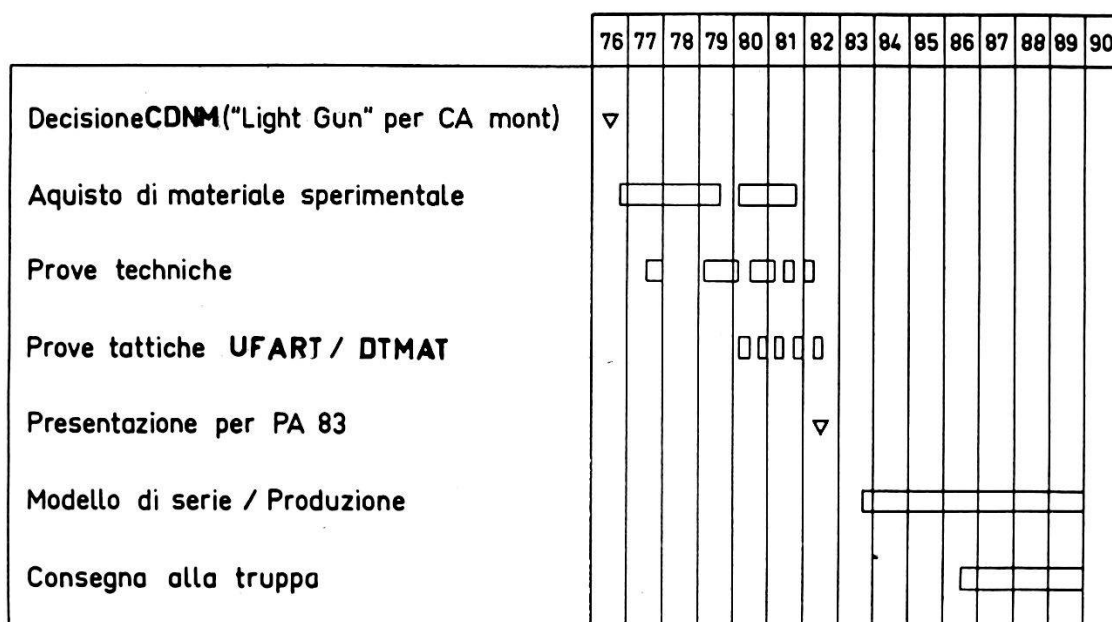 76 77 78 79 80 81 82 83 84 85 86 87 88 89 90
Decisione CDNM ("Light Gun" per CA mont)
Aquisto di materiale sperimentale
Prove techniche
Prove tattiche UFART / DTMAT
Presentazione per PA 83
Modello di serie / Produzione
Consegna alla truppa